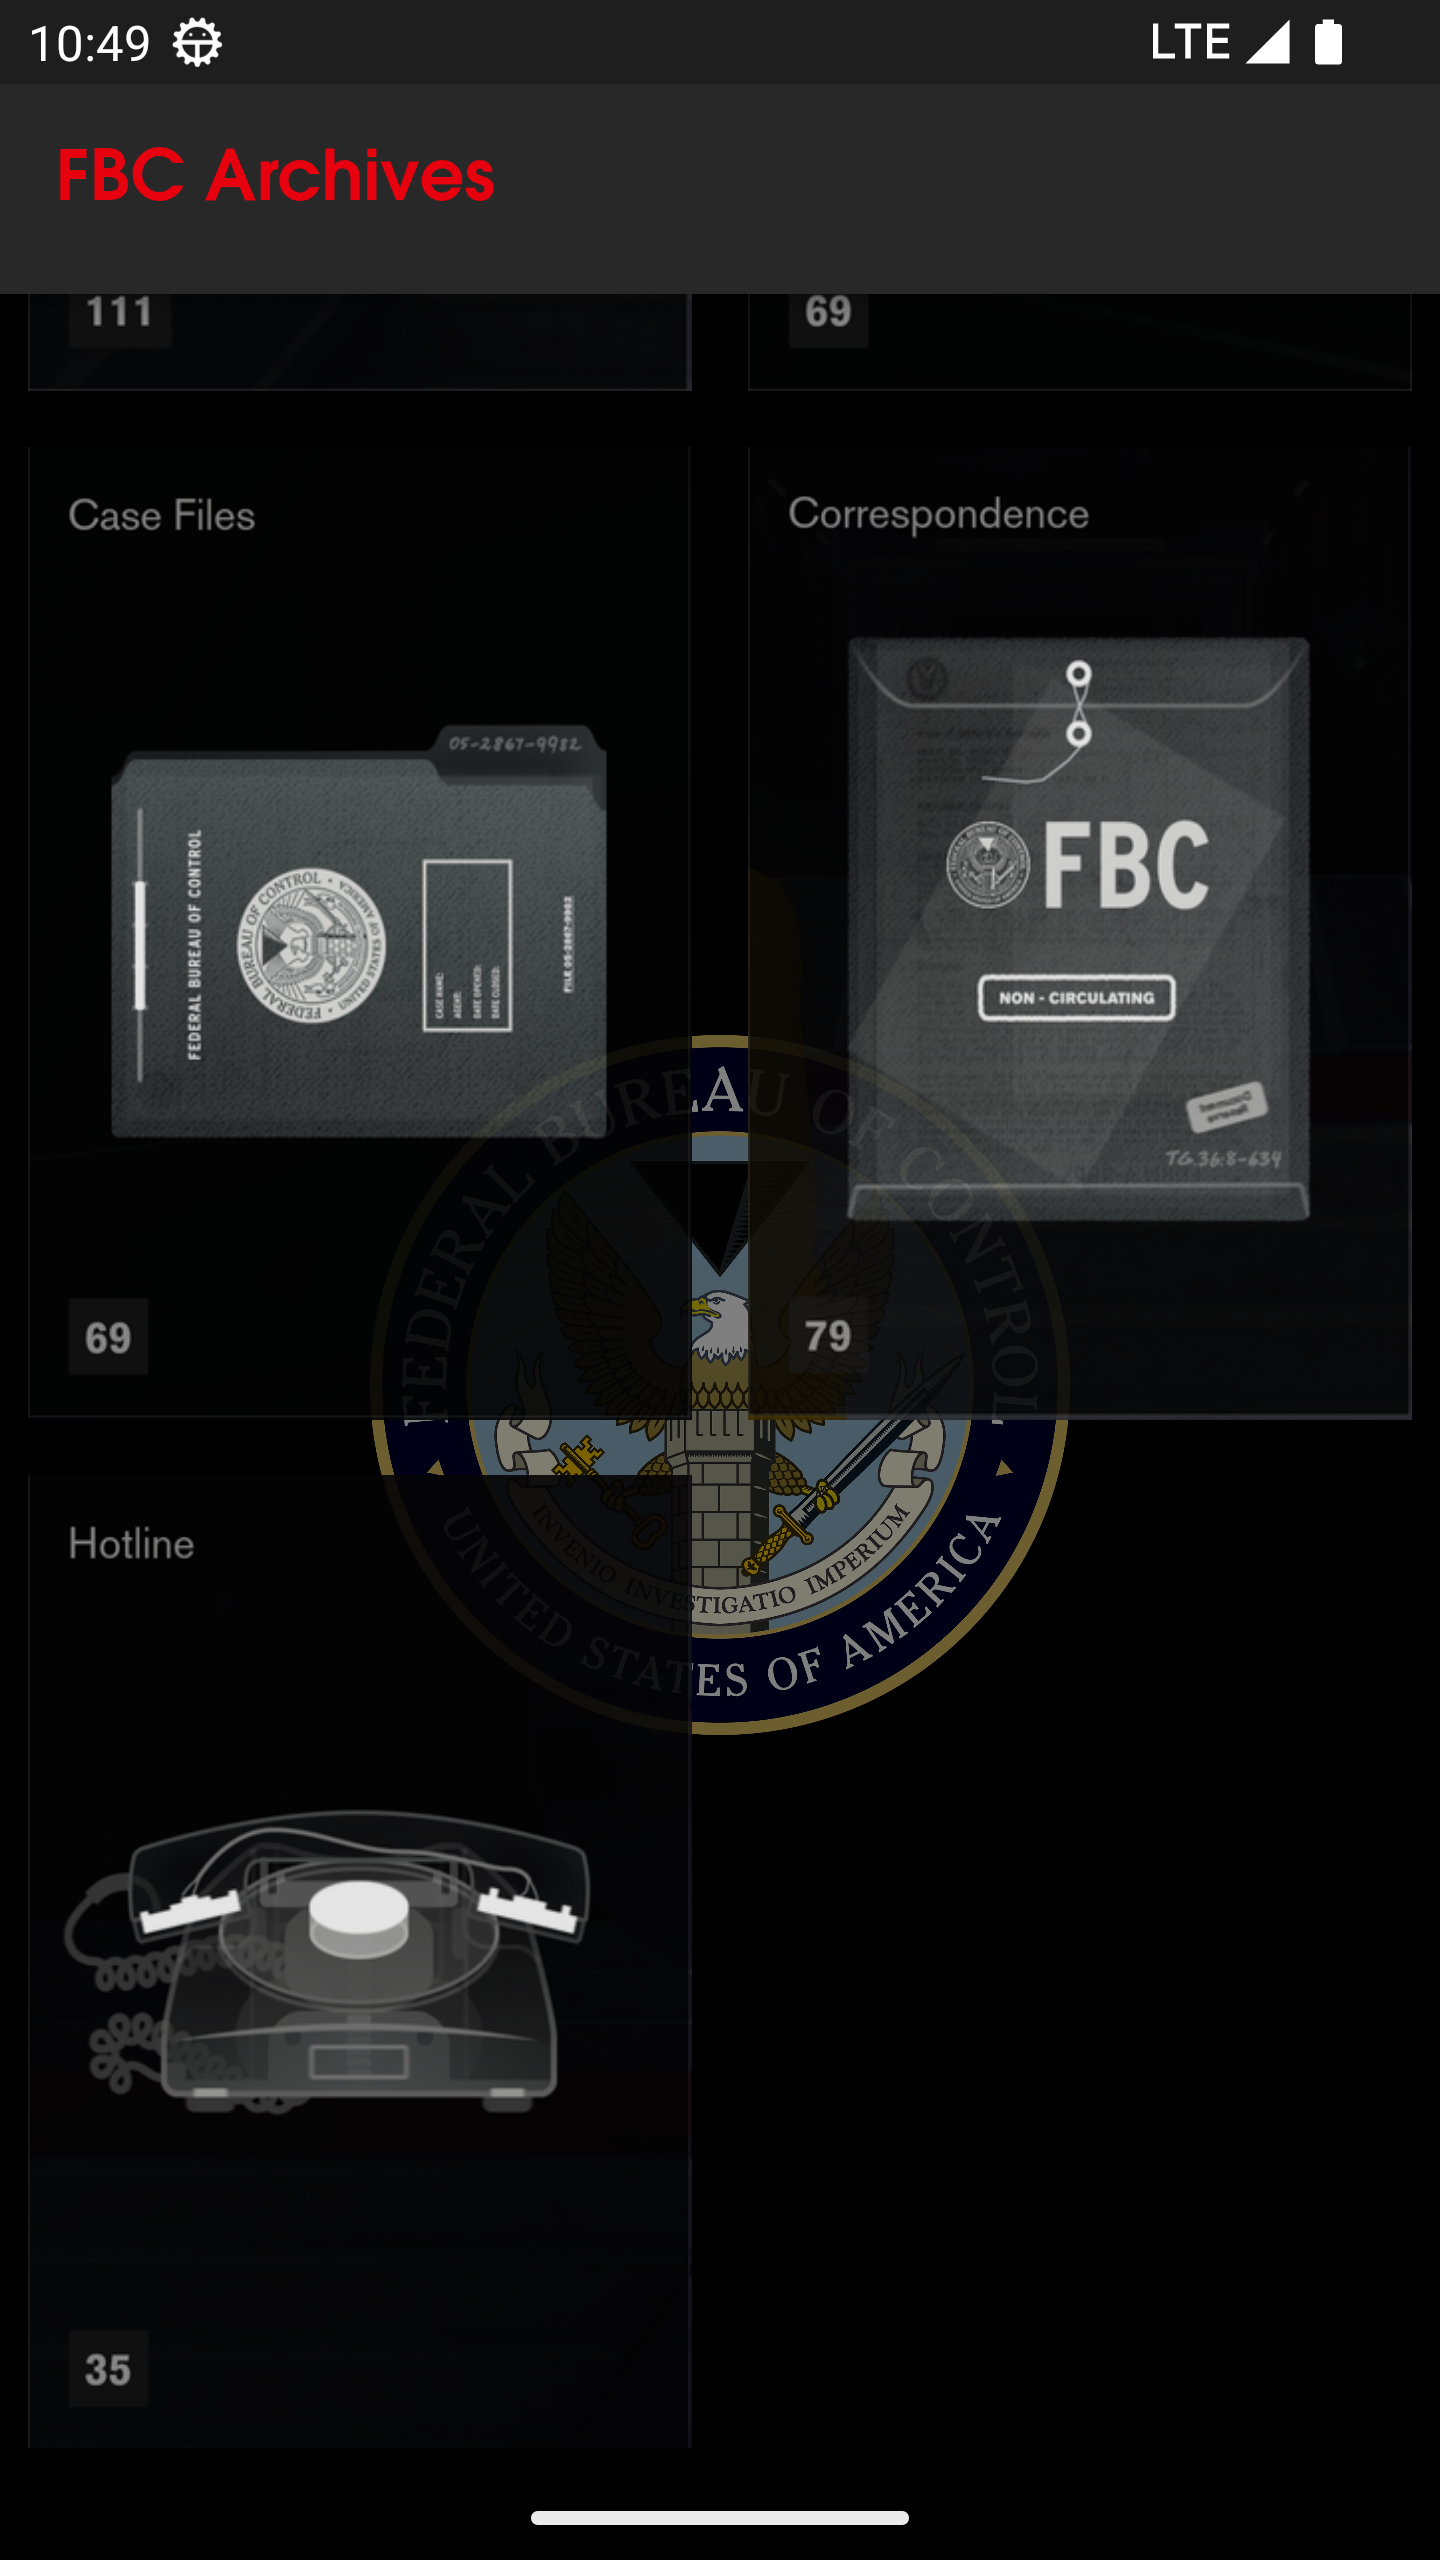 10:49 LTE
FBC Archives
111
69
Case Files
Correspondence
05-2867-9982
FEDERAL BUREAU OF CONTROL
FEDERAL BUREAU OF CONTROL • UNITED STATES OF AMERICA •
CASE NAME:
AGENT:
DATE OPENED:
DATE CLOSED:
FILE 05-2867-9982
FBC
NON - CIRCULATING
TG.36:8-634
69
79
FEDERAL BUREAU OF CONTROL
INVENIO INVESTIGATIO IMPERIUM
UNITED STATES OF AMERICA
Hotline
35